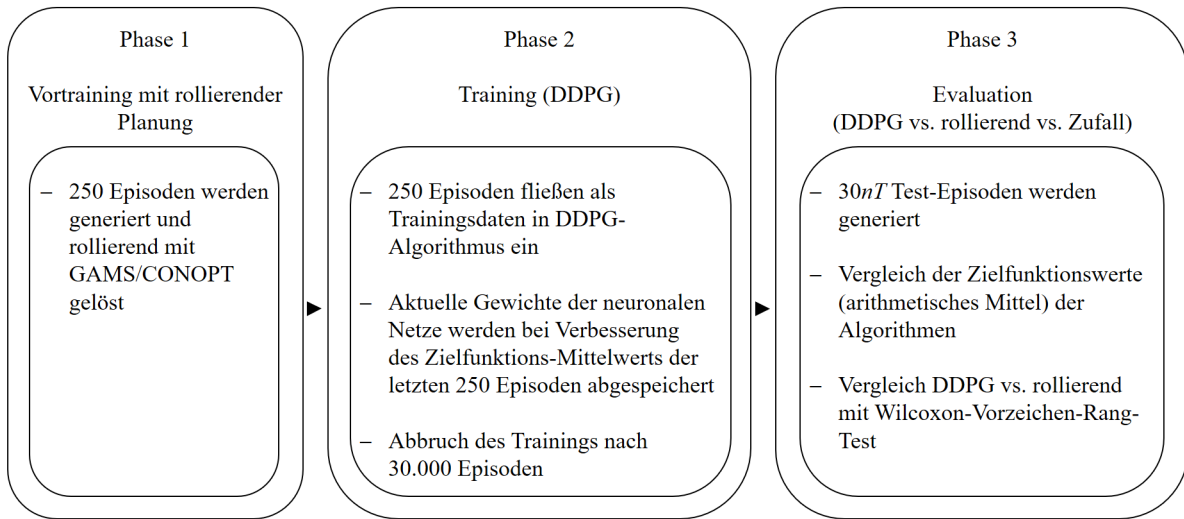 Phase 1
Vortraining mit rollierender
Planung
– 250 Episoden werden
generiert und
rollierend mit
GAMS/CONOPT
gelöst
Phase 2
Training (DDPG)
– 250 Episoden fließen als
Trainingsdaten in DDPG-
Algorithmus ein
– Aktuelle Gewichte der neuronalen
Netze werden bei Verbesserung
des Zielfunktions-Mittelwerts der
letzten 250 Episoden abgespeichert
– Abbruch des Trainings nach
30.000 Episoden
Phase 3
Evaluation
(DDPG vs. rollierend vs. Zufall)
– 30nT Test-Episoden werden
generiert
– Vergleich der Zielfunktionswerte
(arithmetisches Mittel) der
Algorithmen
– Vergleich DDPG vs. rollierend
mit Wilcoxon-Vorzeichen-Rang-
Test